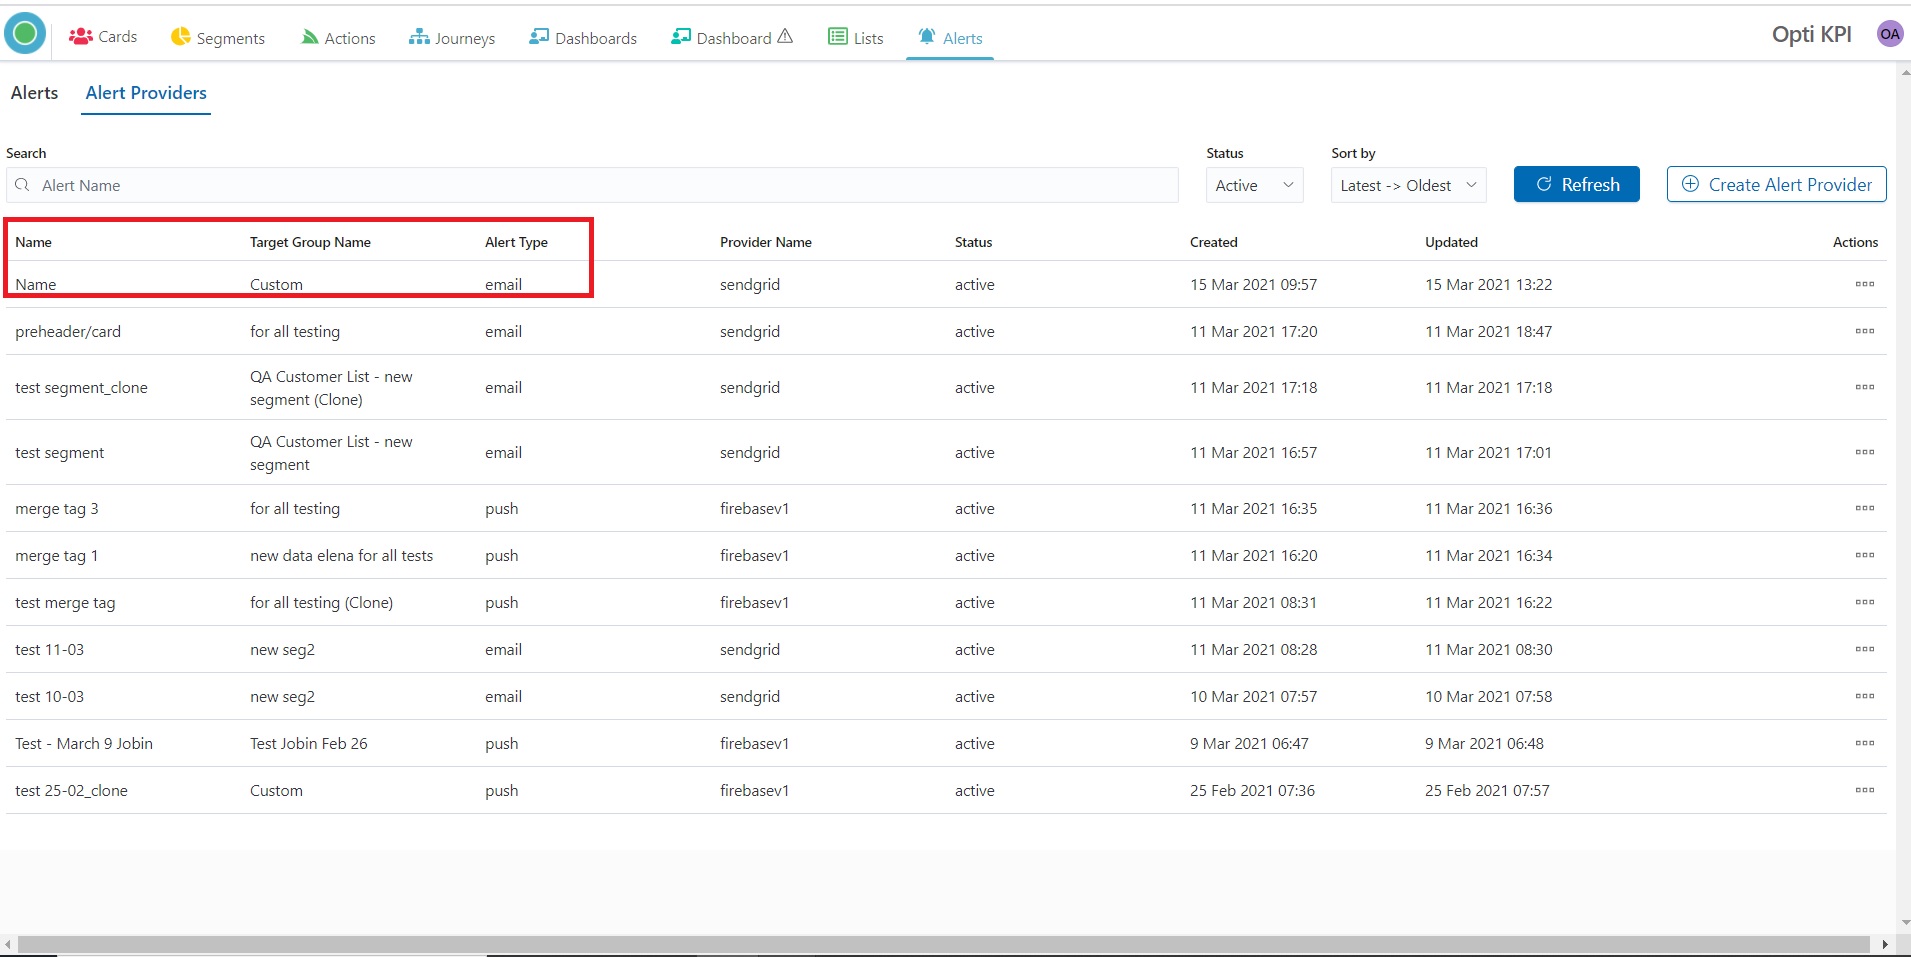 Cards Segments Actions Journeys Dashboards Dashboard Lists Alerts Opti KPI OA
Alerts Alert Providers
Search Status Sort by
Alert Name Active Latest -> Oldest Refresh Create Alert Provider
Name Target Group Name Alert Type Provider Name Status Created Updated Actions
Name Custom email sendgrid active 15 Mar 2021 09:57 15 Mar 2021 13:22
preheader/card for all testing email sendgrid active 11 Mar 2021 17:20 11 Mar 2021 18:47
test segment_clone QA Customer List - new segment (Clone) email sendgrid active 11 Mar 2021 17:18 11 Mar 2021 17:18
test segment QA Customer List - new segment email sendgrid active 11 Mar 2021 16:57 11 Mar 2021 17:01
merge tag 3 for all testing push firebasev1 active 11 Mar 2021 16:35 11 Mar 2021 16:36
merge tag 1 new data elena for all tests push firebasev1 active 11 Mar 2021 16:20 11 Mar 2021 16:34
test merge tag for all testing (Clone) push firebasev1 active 11 Mar 2021 08:31 11 Mar 2021 16:22
test 11-03 new seg2 email sendgrid active 11 Mar 2021 08:28 11 Mar 2021 08:30
test 10-03 new seg2 email sendgrid active 10 Mar 2021 07:57 10 Mar 2021 07:58
Test - March 9 Jobin Test Jobin Feb 26 push firebasev1 active 9 Mar 2021 06:47 9 Mar 2021 06:48
test 25-02_clone Custom push firebasev1 active 25 Feb 2021 07:36 25 Feb 2021 07:57